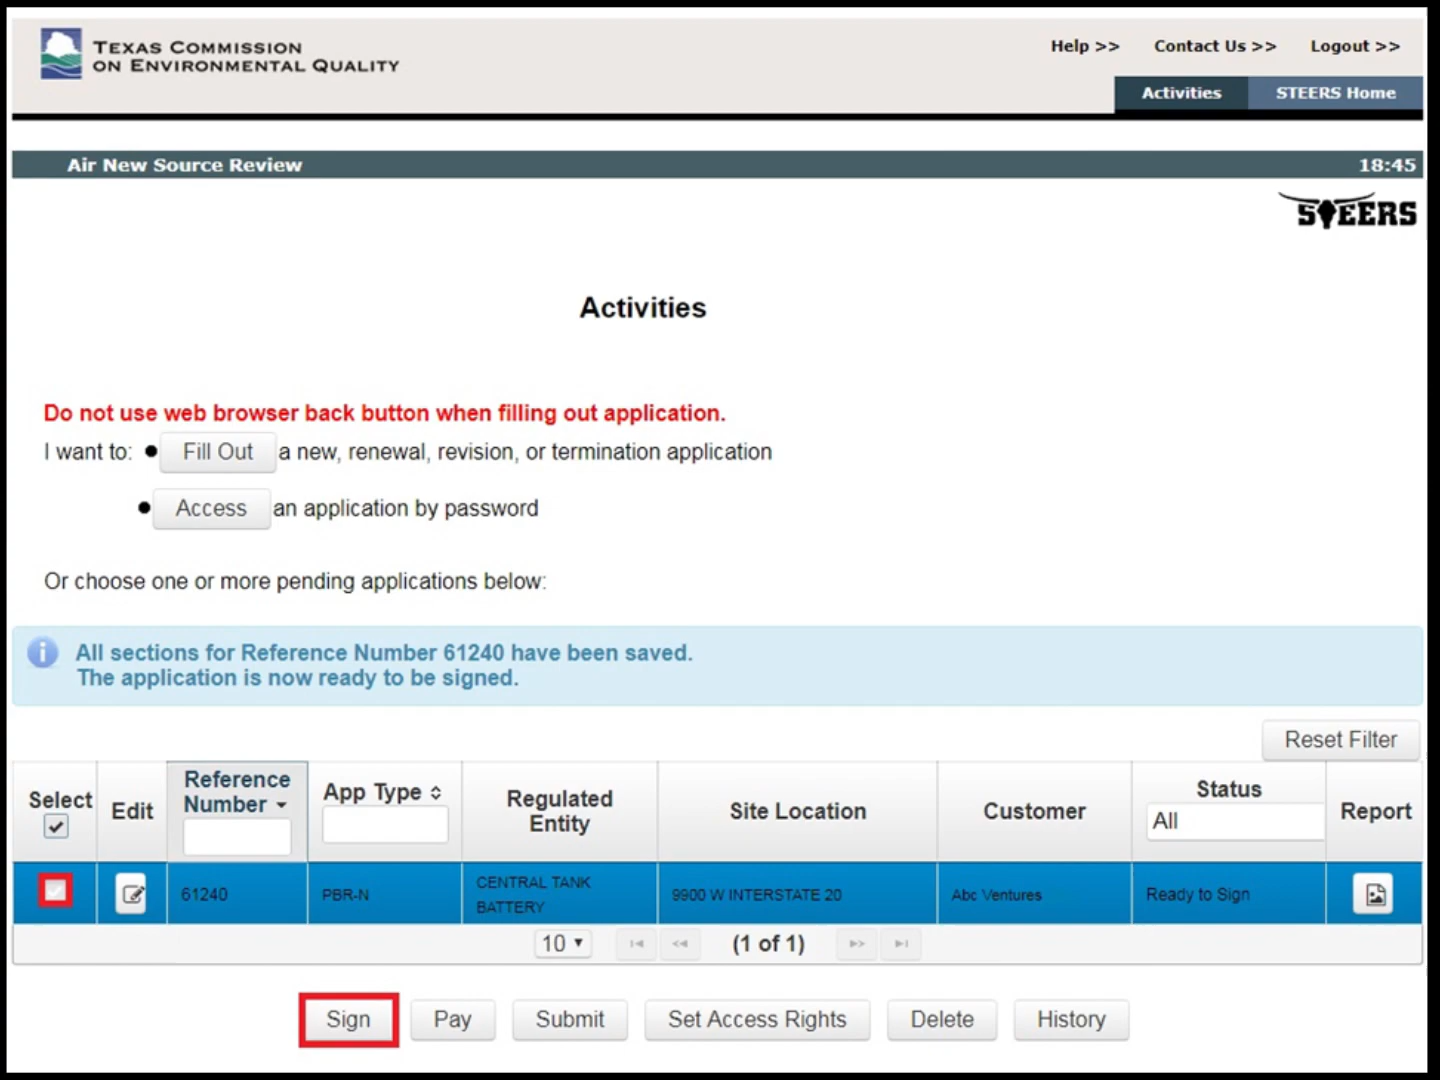 TEXAS COMMISSION
ON ENVIRONMENTAL QUALITY
Help >> Contact Us >> Logout >>
Activities STEERS Home
Air New Source Review 18:45
STEERS
Activities
Do not use web browser back button when filling out application.
I want to: ● Fill Out a new, renewal, revision, or termination application
● Access an application by password
Or choose one or more pending applications below:
All sections for Reference Number 61240 have been saved.
The application is now ready to be signed.
Reset Filter
Select Edit Reference Number App Type Regulated Entity Site Location Customer Status All Report
61240 PBR-N CENTRAL TANK BATTERY 9900 W INTERSTATE 20 Abc Ventures Ready to Sign
10 (1 of 1)
Sign Pay Submit Set Access Rights Delete History